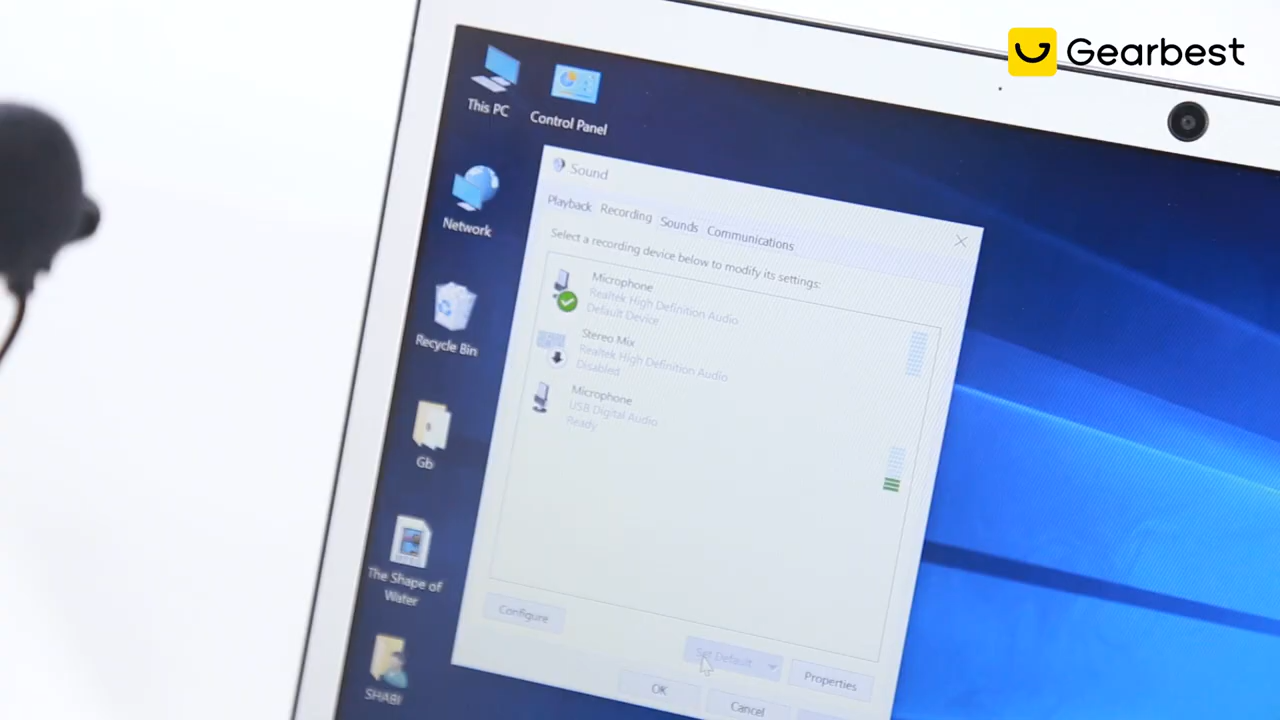 Gearbest
This PC
Control Panel
Network
Recycle Bin
Gb
The Shape of
Water
SHABI
Sound
Playback Recording Sounds Communications
Select a recording device below to modify its settings:
Microphone
Realtek High Definition Audio
Default Device
Stereo Mix
Realtek High Definition Audio
Disabled
Microphone
USB Digital Audio
Ready
Configure
Set Default
Properties
OK
Cancel